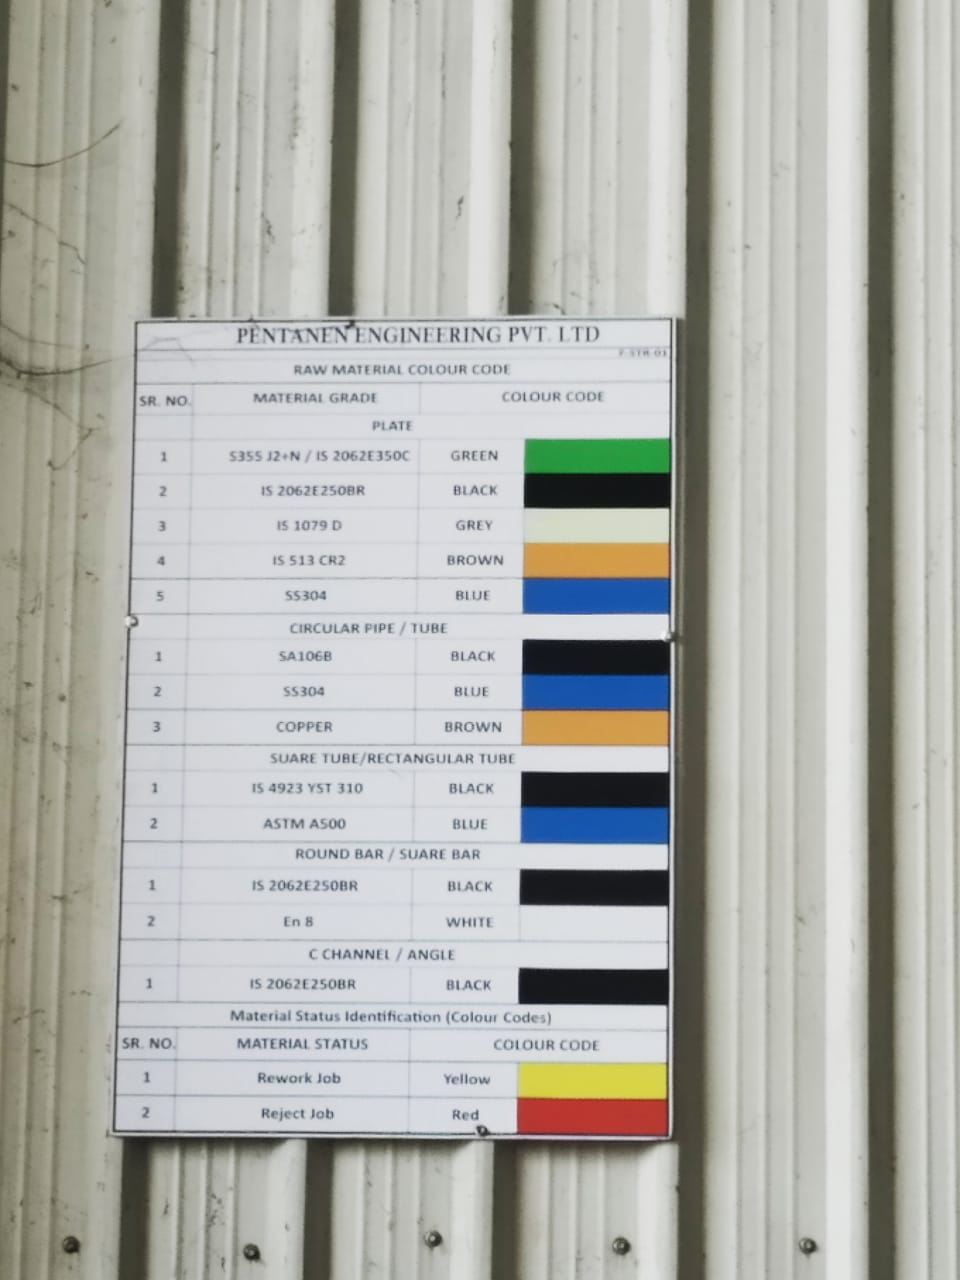 PENTANEN ENGINEERING PVT. LTD
F-STR-01
RAW MATERIAL COLOUR CODE
SR. NO. MATERIAL GRADE COLOUR CODE
PLATE
1 S355 J2+N / IS 2062E350C GREEN
2 IS 2062E250BR BLACK
3 IS 1079 D GREY
4 IS 513 CR2 BROWN
5 SS304 BLUE
CIRCULAR PIPE / TUBE
1 SA106B BLACK
2 SS304 BLUE
3 COPPER BROWN
SUARE TUBE/RECTANGULAR TUBE
1 IS 4923 YST 310 BLACK
2 ASTM A500 BLUE
ROUND BAR / SUARE BAR
1 IS 2062E250BR BLACK
2 En 8 WHITE
C CHANNEL / ANGLE
1 IS 2062E250BR BLACK
Material Status Identification (Colour Codes)
SR. NO. MATERIAL STATUS COLOUR CODE
1 Rework Job Yellow
2 Reject Job Red